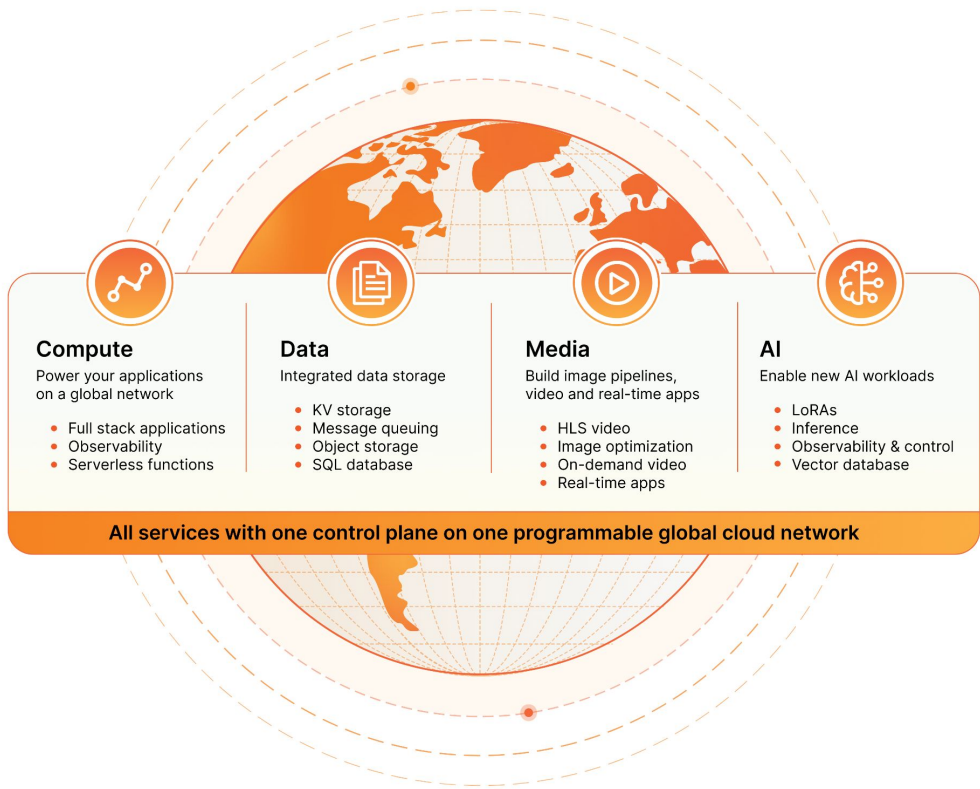 Compute
Power your applications
on a global network
• Full stack applications
• Observability
• Serverless functions
Data
Integrated data storage
• KV storage
• Message queuing
• Object storage
• SQL database
Media
Build image pipelines,
video and real-time apps
• HLS video
• Image optimization
• On-demand video
• Real-time apps
AI
Enable new AI workloads
• LoRAs
• Inference
• Observability & control
• Vector database
All services with one control plane on one programmable global cloud network